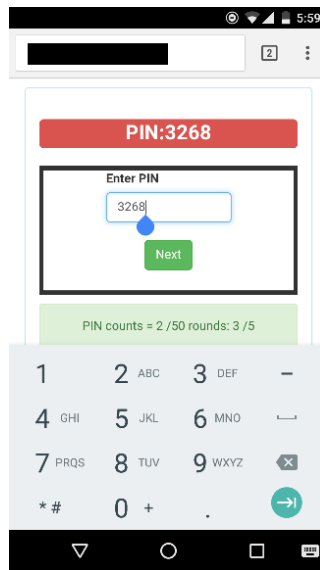 5:59
2
PIN:3268
Enter PIN
3268
Next
PIN counts = 2 /50 rounds: 3 /5
1 2 ABC 3 DEF –
4 GHI 5 JKL 6 MNO
7 PRQS 8 TUV 9 WXYZ
* # 0 + .